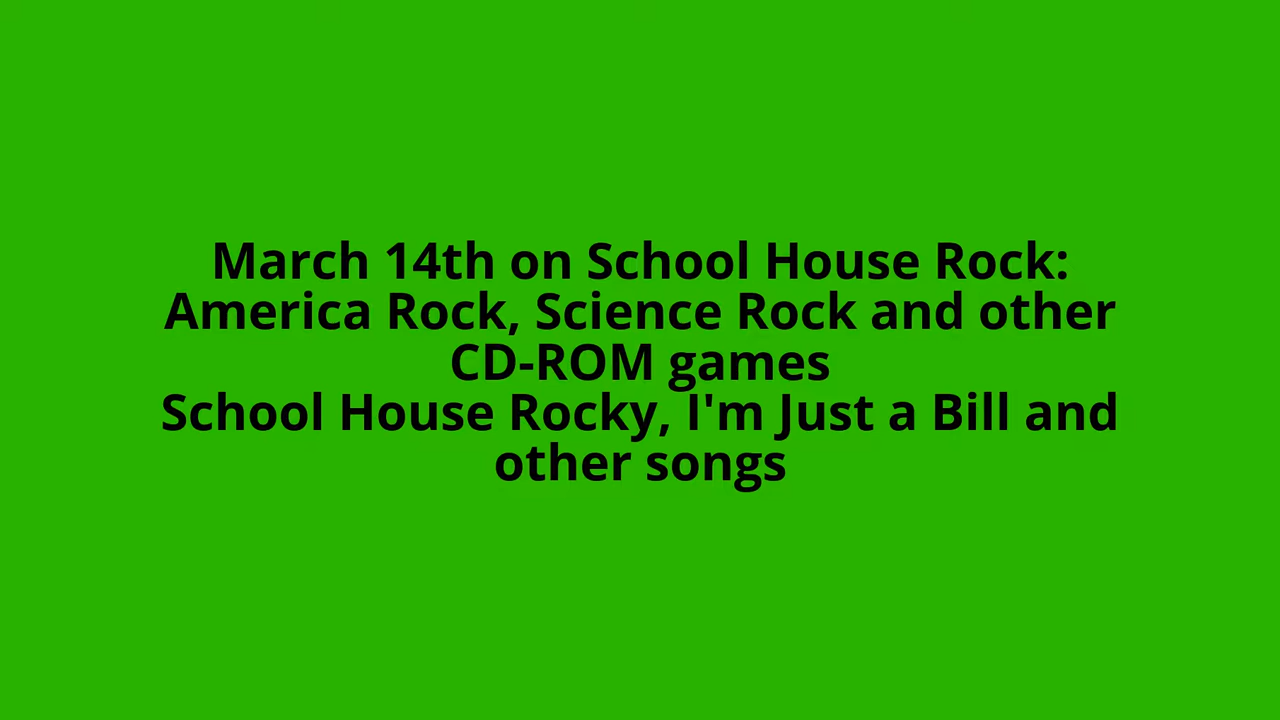 March 14th on School House Rock:
America Rock, Science Rock and other
CD-ROM games
School House Rocky, I'm Just a Bill and
other songs